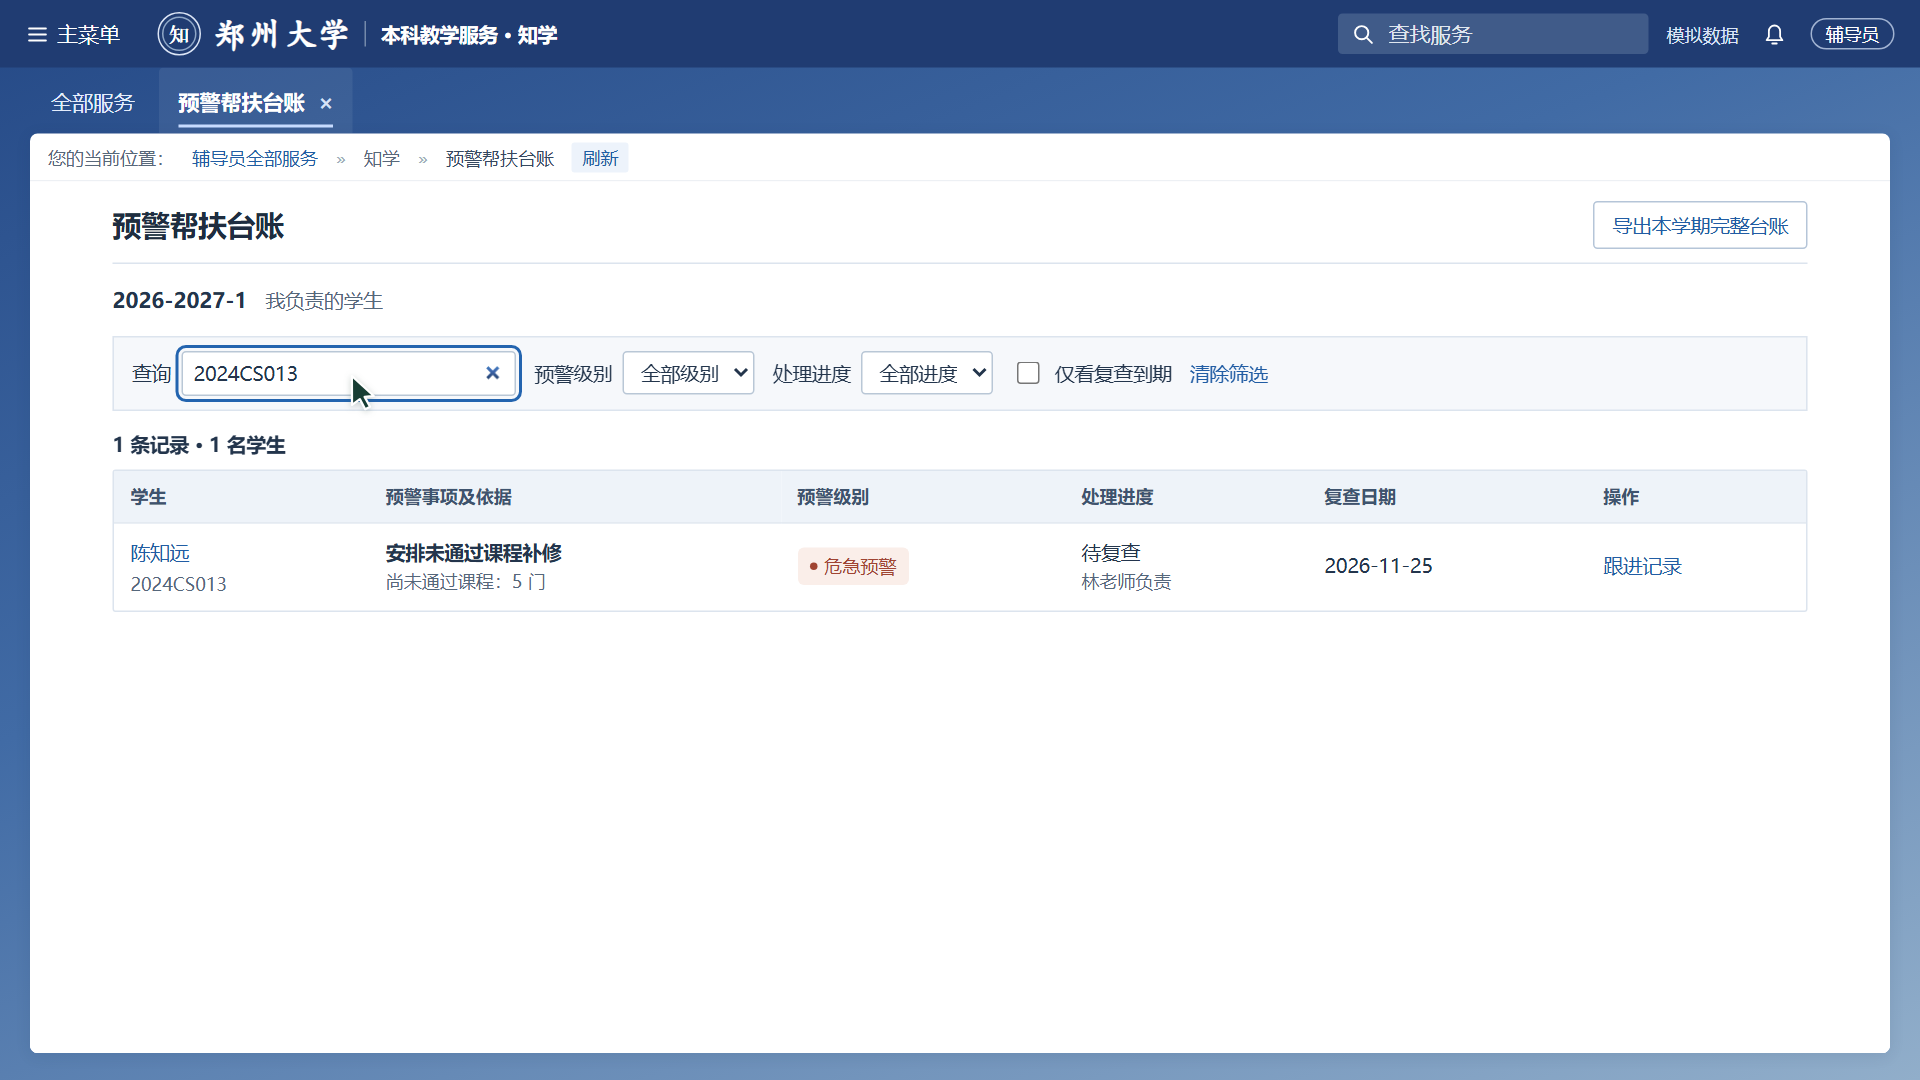 主菜单
知
郑州大学
本科教学服务·知学
查找服务
模拟数据
辅导员
全部服务
预警帮扶台账 ×
您的当前位置： 辅导员全部服务 » 知学 » 预警帮扶台账 刷新
预警帮扶台账
导出本学期完整台账
2026-2027-1 我负责的学生
查询 2024CS013 × 预警级别 全部级别 处理进度 全部进度 仅看复查到期 清除筛选
1 条记录·1 名学生
学生 预警事项及依据 预警级别 处理进度 复查日期 操作
陈知远 安排未通过课程补修 危急预警 待复查 2026-11-25 跟进记录
2024CS013 尚未通过课程：5 门 林老师负责